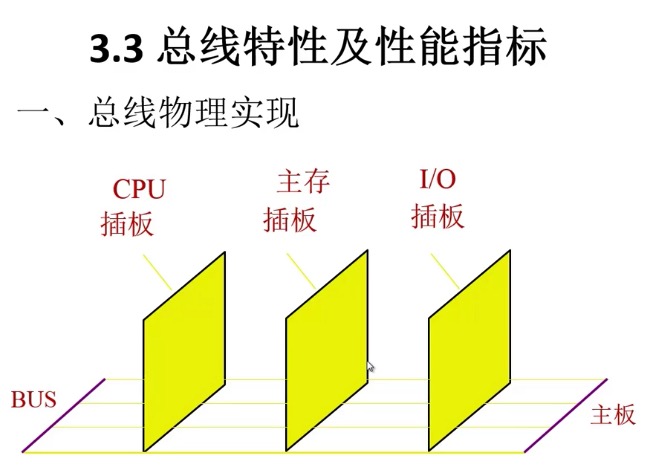 3.3 总线特性及性能指标
一、总线物理实现
CPU
插板
主存
插板
I/O
插板
BUS
主板